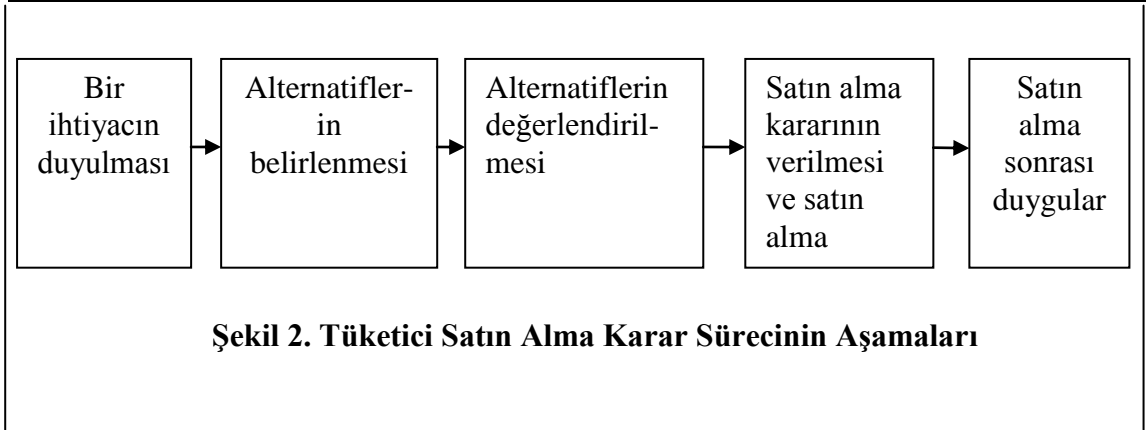 Bir
ihtiyacın
duyulması
Alternatifler-
in
belirlenmesi
Alternatiflerin
değerlendiril-
mesi
Satın alma
kararının
verilmesi
ve satın
alma
Satın
alma
sonrası
duygular
Şekil 2. Tüketici Satın Alma Karar Sürecinin Aşamaları